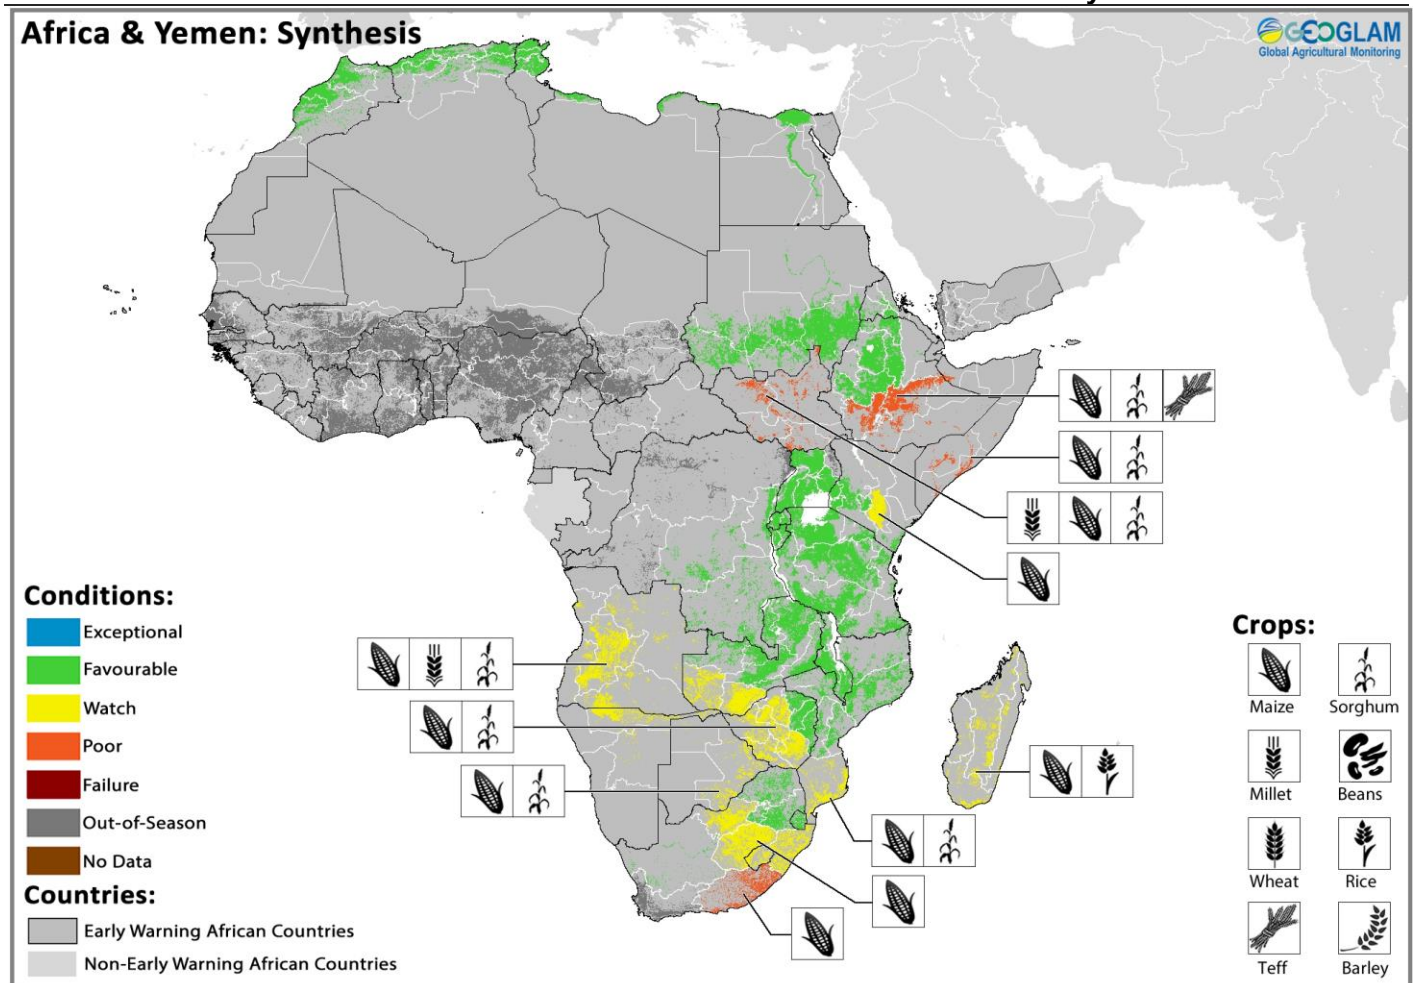 Africa & Yemen: Synthesis
GEOGLAM
Global Agricultural Monitoring
Conditions:
Exceptional
Favourable
Watch
Poor
Failure
Out-of-Season
No Data
Countries:
Early Warning African Countries
Non-Early Warning African Countries
Crops:
Maize
Sorghum
Millet
Beans
Wheat
Rice
Teff
Barley